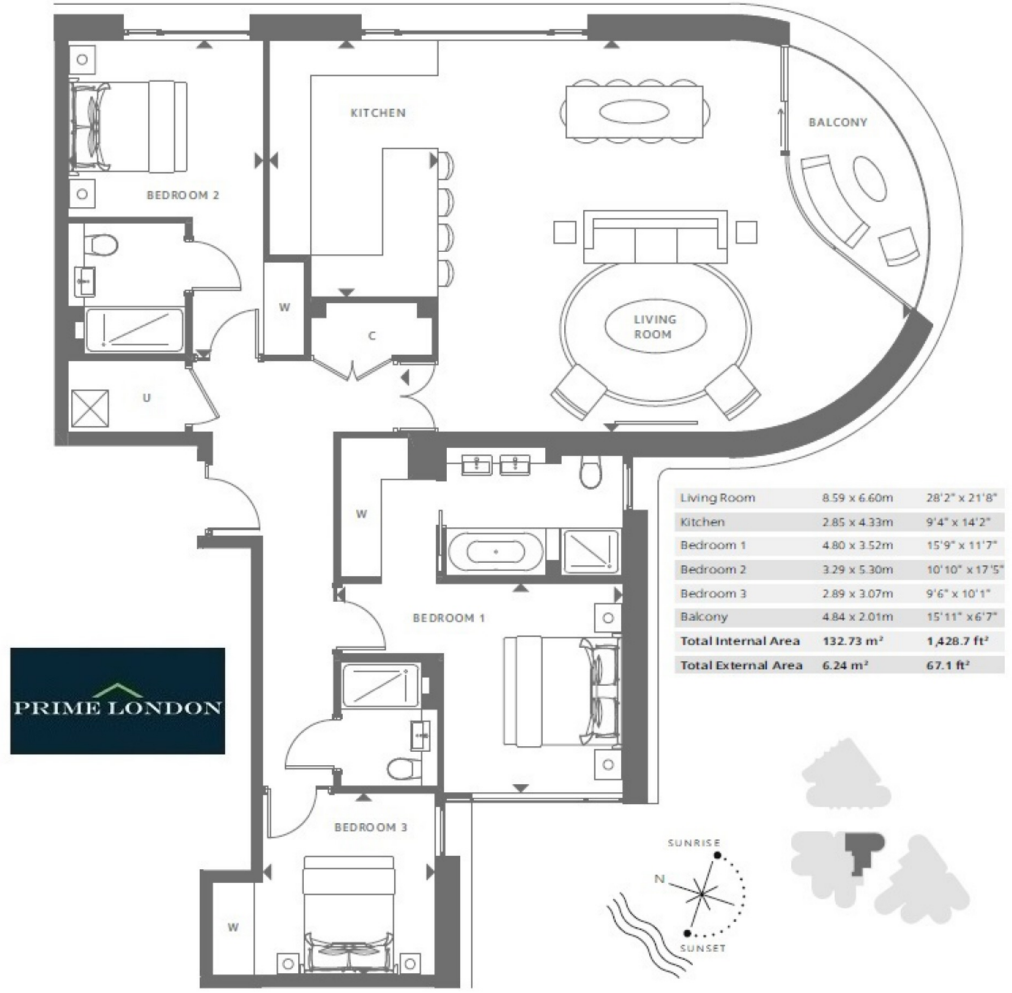 KITCHEN
BALCONY
BEDROOM 2
W
LIVING
ROOM
C
U
W
Living Room 8.59 x 6.60m 28'2" x 21'8"
Kitchen 2.85 x 4.33m 9'4" x 14'2"
Bedroom 1 4.80 x 3.52m 15'9" x 11'7"
Bedroom 2 3.29 x 5.30m 10'10" x 17'5"
Bedroom 3 2.89 x 3.07m 9'6" x 10'1"
Balcony 4.84 x 2.01m 15'11" x 6'7"
Total Internal Area 132.73 m² 1,428.7 ft²
Total External Area 6.24 m² 67.1 ft²
BEDROOM 1
PRIME LONDON
BEDROOM 3
W
SUNRISE
N
SUNSET